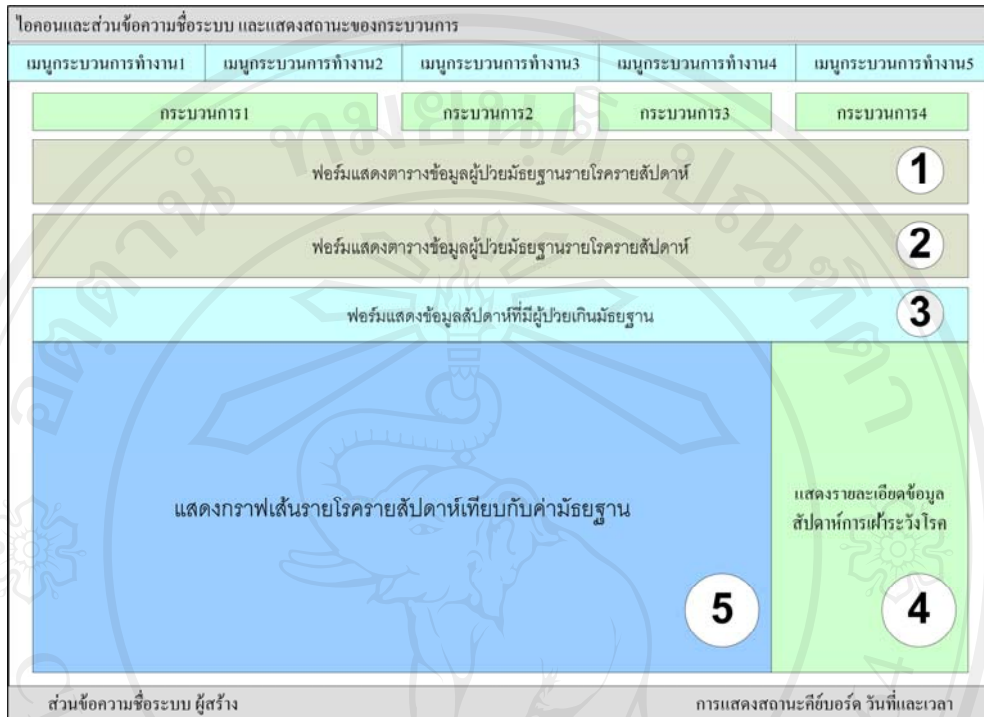 ไอคอนและส่วนข้อความชื่อระบบ และแสดงสถานะของกระบวนการ
เมนูกระบวนการทำงาน1 เมนูกระบวนการทำงาน2 เมนูกระบวนการทำงาน3 เมนูกระบวนการทำงาน4 เมนูกระบวนการทำงาน5
กระบวนการ1 กระบวนการ2 กระบวนการ3 กระบวนการ4
ฟอร์มแสดงตารางข้อมูลผู้ป่วยมัธยฐานรายโรครายสัปดาห์ 1
ฟอร์มแสดงตารางข้อมูลผู้ป่วยมัธยฐานรายโรครายสัปดาห์ 2
ฟอร์มแสดงข้อมูลสัปดาห์ที่มีผู้ป่วยเกินมัธยฐาน 3
แสดงกราฟเส้นรายโรครายสัปดาห์เทียบกับค่ามัธยฐาน
5
แสดงรายละเอียดข้อมูล
สัปดาห์การเฝ้าระวังโรค
4
ส่วนข้อความชื่อระบบ ผู้สร้าง การแสดงสถานะคีย์บอร์ด วันที่และเวลา